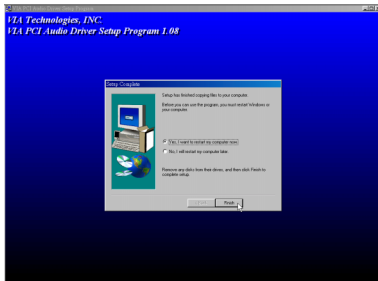 VIA PCI Audio Driver Setup Program
VIA Technologies, INC.
VIA PCI Audio Driver Setup Program 1.08
Setup Complete
Setup has finished copying files to your computer.
Before you can use the program, you must restart Windows or
your computer.
Yes, I want to restart my computer now.
No, I will restart my computer later.
Remove any disks from their drives, and then click Finish to
complete setup.
Finish